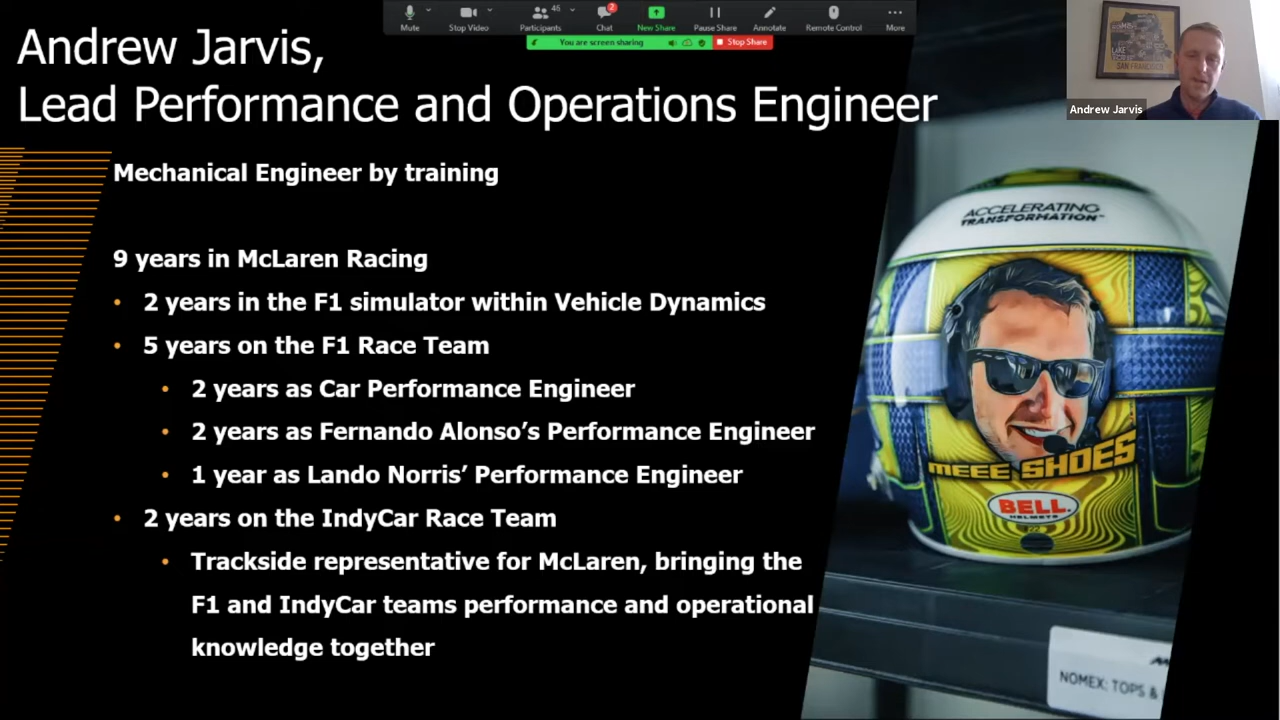 Mute
Stop Video
46
Participants
2
Chat
New Share
Pause Share
Annotate
Remote Control
More
You are screen sharing
Stop Share
Andrew Jarvis,
Lead Performance and Operations Engineer
SAN FRANCISCO
Andrew Jarvis
Mechanical Engineer by training
9 years in McLaren Racing
• 2 years in the F1 simulator within Vehicle Dynamics
• 5 years on the F1 Race Team
• 2 years as Car Performance Engineer
• 2 years as Fernando Alonso’s Performance Engineer
• 1 year as Lando Norris’ Performance Engineer
• 2 years on the IndyCar Race Team
• Trackside representative for McLaren, bringing the
F1 and IndyCar teams performance and operational
knowledge together
ACCELERATING
TRANSFORMATION
MEEE SHOES
BELL
HELMETS
NOMEX: TOPS &